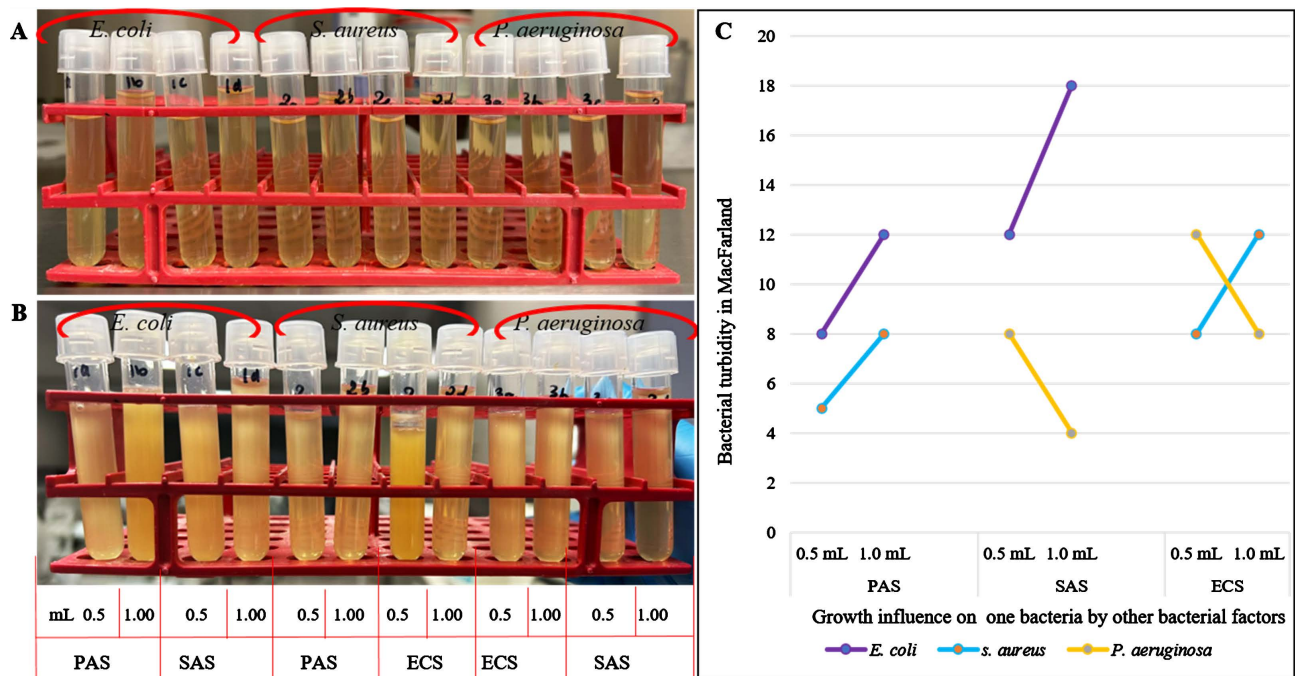 A
E. coli
S. aureus
P. aeruginosa
1b
1c
1d
2b
2c
2d
3a
3b
3c
B
E. coli
S. aureus
P. aeruginosa
1a
1b
1c
1d
2
2b
2
2d
3a
3b
mL 0.5 1.00 0.5 1.00 0.5 1.00 0.5 1.00 0.5 1.00 0.5 1.00
PAS SAS PAS ECS ECS SAS
C
Bacterial turbidity in MacFarland
20
18
16
14
12
10
8
6
4
2
0
0.5 mL 1.0 mL 0.5 mL 1.0 mL 0.5 mL 1.0 mL
PAS SAS ECS
Growth influence on one bacteria by other bacterial factors
E. coli s. aureus P. aeruginosa